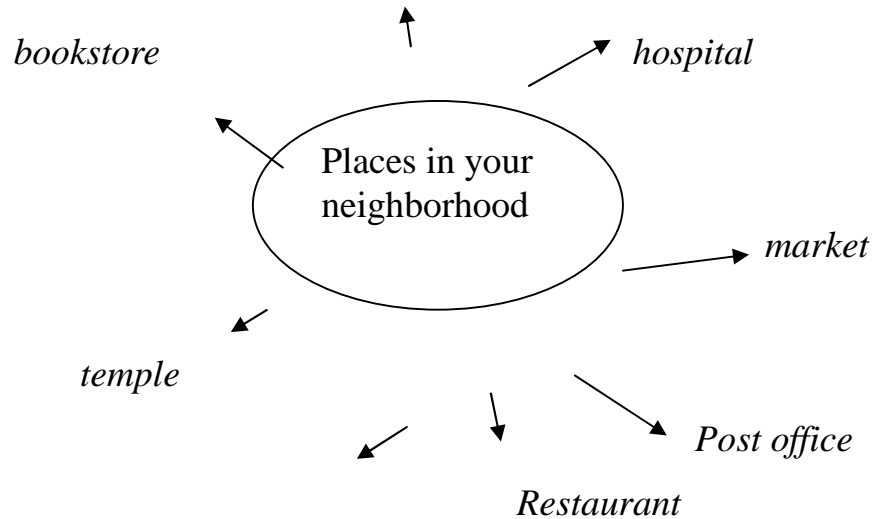 bookstore
hospital
Places in your
neighborhood
market
temple
Post office
Restaurant